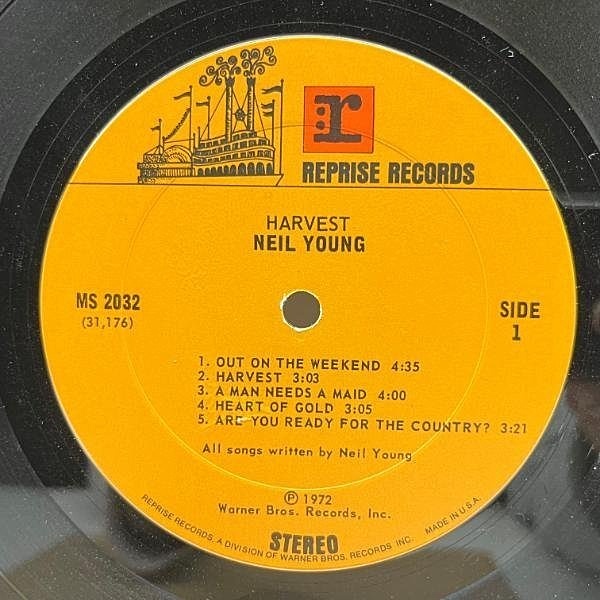 r
REPRISE RECORDS
HARVEST
NEIL YOUNG
MS 2032
(31,176)
SIDE
1
1. OUT ON THE WEEKEND 4:35
2. HARVEST 3:03
3. A MAN NEEDS A MAID 4:00
4. HEART OF GOLD 3:05
5. ARE YOU READY FOR THE COUNTRY? 3:21
All songs written by Neil Young
℗ 1972
Warner Bros. Records, Inc.
STEREO
REPRISE RECORDS, A DIVISION OF WARNER BROS. RECORDS INC. MADE IN U.S.A.